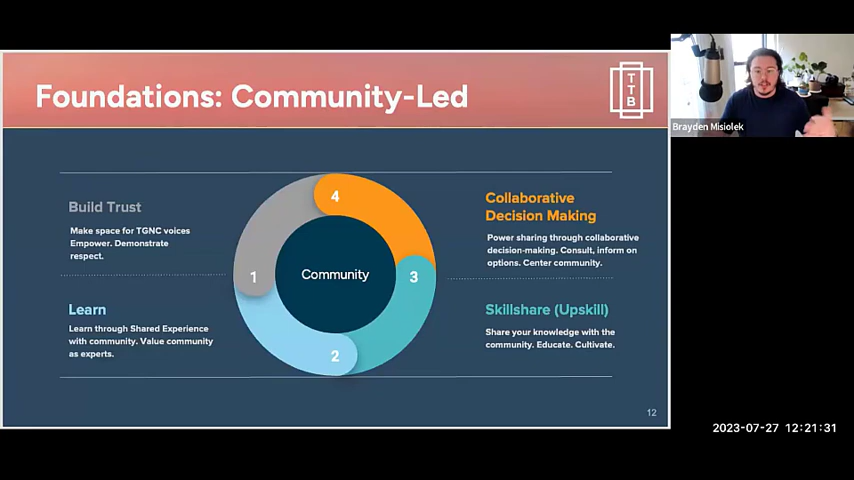 Foundations: Community-Led
T
T
B
Brayden Misiolek
Build Trust
Make space for TGNC voices
Empower. Demonstrate
respect.
Learn
Learn through Shared Experience
with community. Value community
as experts.
4
1
Community
3
2
Collaborative
Decision Making
Power sharing through collaborative
decision-making. Consult, inform on
options. Center community.
Skillshare (Upskill)
Share your knowledge with the
community. Educate. Cultivate.
12
2023-07-27 12:21:31